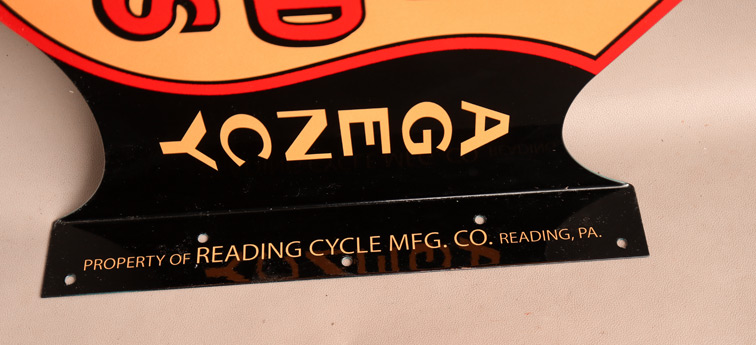 AGENCY
PROPERTY OF READING CYCLE MFG. CO. READING, PA.